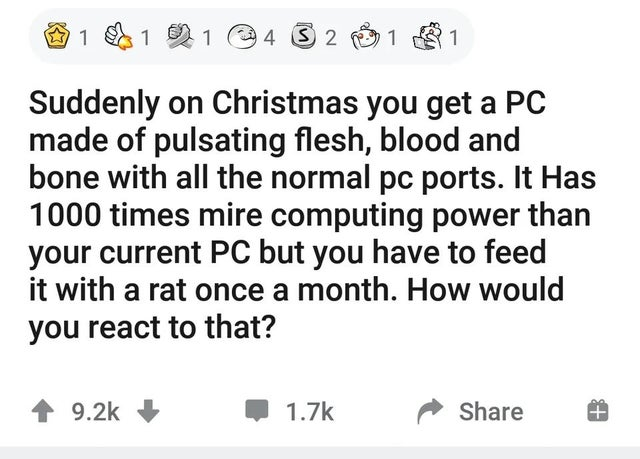 1 1 1 4 S 2 1 1
Suddenly on Christmas you get a PC
made of pulsating flesh, blood and
bone with all the normal pc ports. It Has
1000 times mire computing power than
your current PC but you have to feed
it with a rat once a month. How would
you react to that?
9.2k 1.7k Share